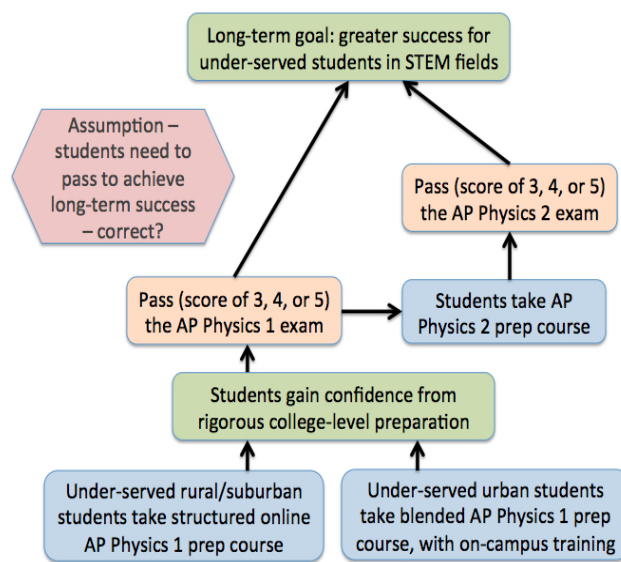 Long-term goal: greater success for
under-served students in STEM fields
Assumption –
students need to
pass to achieve
long-term success
– correct?
Pass (score of 3, 4, or 5)
the AP Physics 2 exam
Pass (score of 3, 4, or 5)
the AP Physics 1 exam
Students take AP
Physics 2 prep course
Students gain confidence from
rigorous college-level preparation
Under-served rural/suburban
students take structured online
AP Physics 1 prep course
Under-served urban students
take blended AP Physics 1 prep
course, with on-campus training